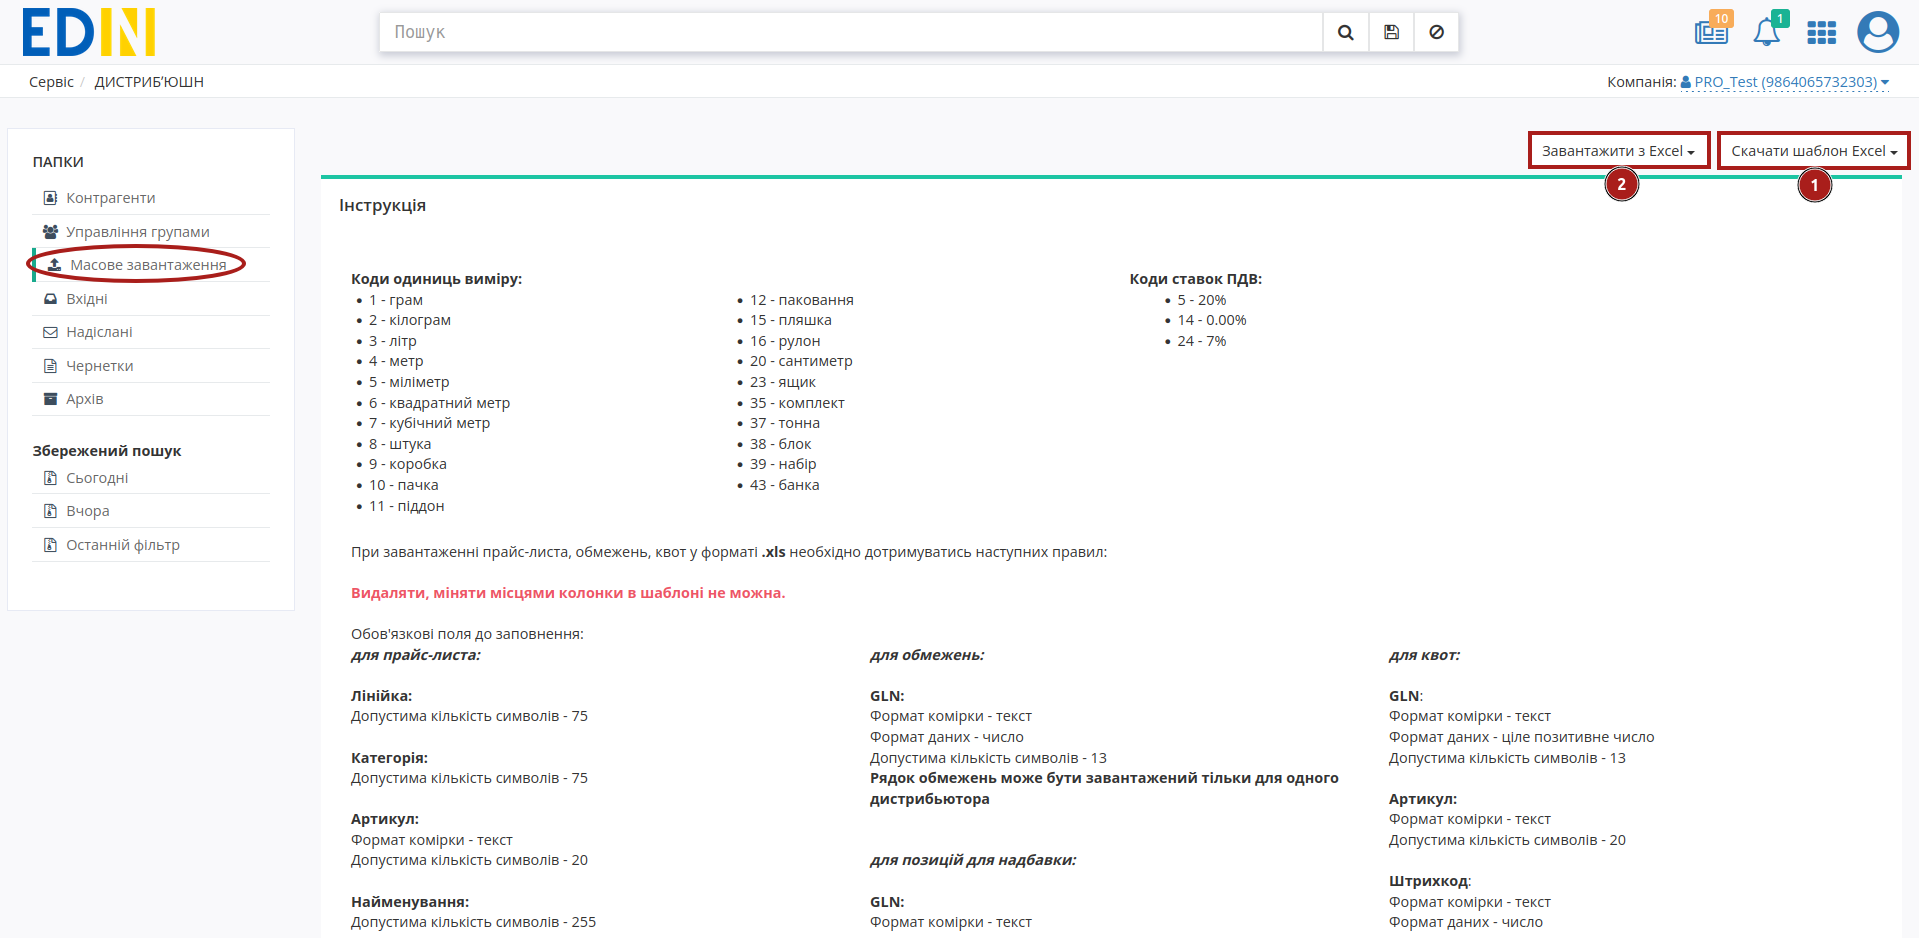 EDIN
Пошук
10
1
Сервіс / ДИСТРИБ'ЮШН
Компанія: PRO_Test (9864065732303)
ПАПКИ
Контрагенти
Управління групами
Масове завантаження
Вхідні
Надіслані
Чернетки
Архів
Збережений пошук
Сьогодні
Вчора
Останній фільтр
Завантажити з Excel
Скачати шаблон Excel
2
1
Інструкція
Коди одиниць виміру:
1 - грам
2 - кілограм
3 - літр
4 - метр
5 - міліметр
6 - квадратний метр
7 - кубічний метр
8 - штука
9 - коробка
10 - пачка
11 - піддон
12 - паковання
15 - пляшка
16 - рулон
20 - сантиметр
23 - ящик
35 - комплект
37 - тонна
38 - блок
39 - набір
43 - банка
Коди ставок ПДВ:
5 - 20%
14 - 0.00%
24 - 7%
При завантаженні прайс-листа, обмежень, квот у форматі .xls необхідно дотримуватись наступних правил:
Видаляти, міняти місцями колонки в шаблоні не можна.
Обов'язкові поля до заповнення:
для прайс-листа:
Лінійка:
Допустима кількість символів - 75
Категорія:
Допустима кількість символів - 75
Артикул:
Формат комірки - текст
Допустима кількість символів - 20
Найменування:
Допустима кількість символів - 255
для обмежень:
GLN:
Формат комірки - текст
Формат даних - число
Допустима кількість символів - 13
Рядок обмежень може бути завантажений тільки для одного
дистрибьютора
для позицій для надбавки:
GLN:
Формат комірки - текст
для квот:
GLN:
Формат комірки - текст
Формат даних - ціле позитивне число
Допустима кількість символів - 13
Артикул:
Формат комірки - текст
Допустима кількість символів - 20
Штрихкод:
Формат комірки - текст
Формат даних - число